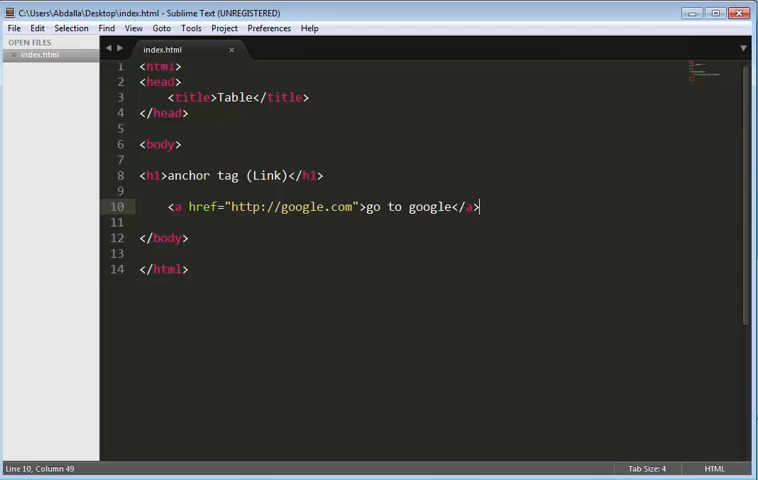 C:\Users\Abdalla\Desktop\index.html - Sublime Text (UNREGISTERED)
File Edit Selection Find View Goto Tools Project Preferences Help
OPEN FILES
index.html
index.html
1 <html>
2 <head>
3 <title>Table</title>
4 </head>
5
6 <body>
7
8 <h1>anchor tag (Link)</h1>
9
10 <a href="http://google.com">go to google</a>
11
12 </body>
13
14 </html>
Line 10, Column 49
Tab Size: 4
HTML